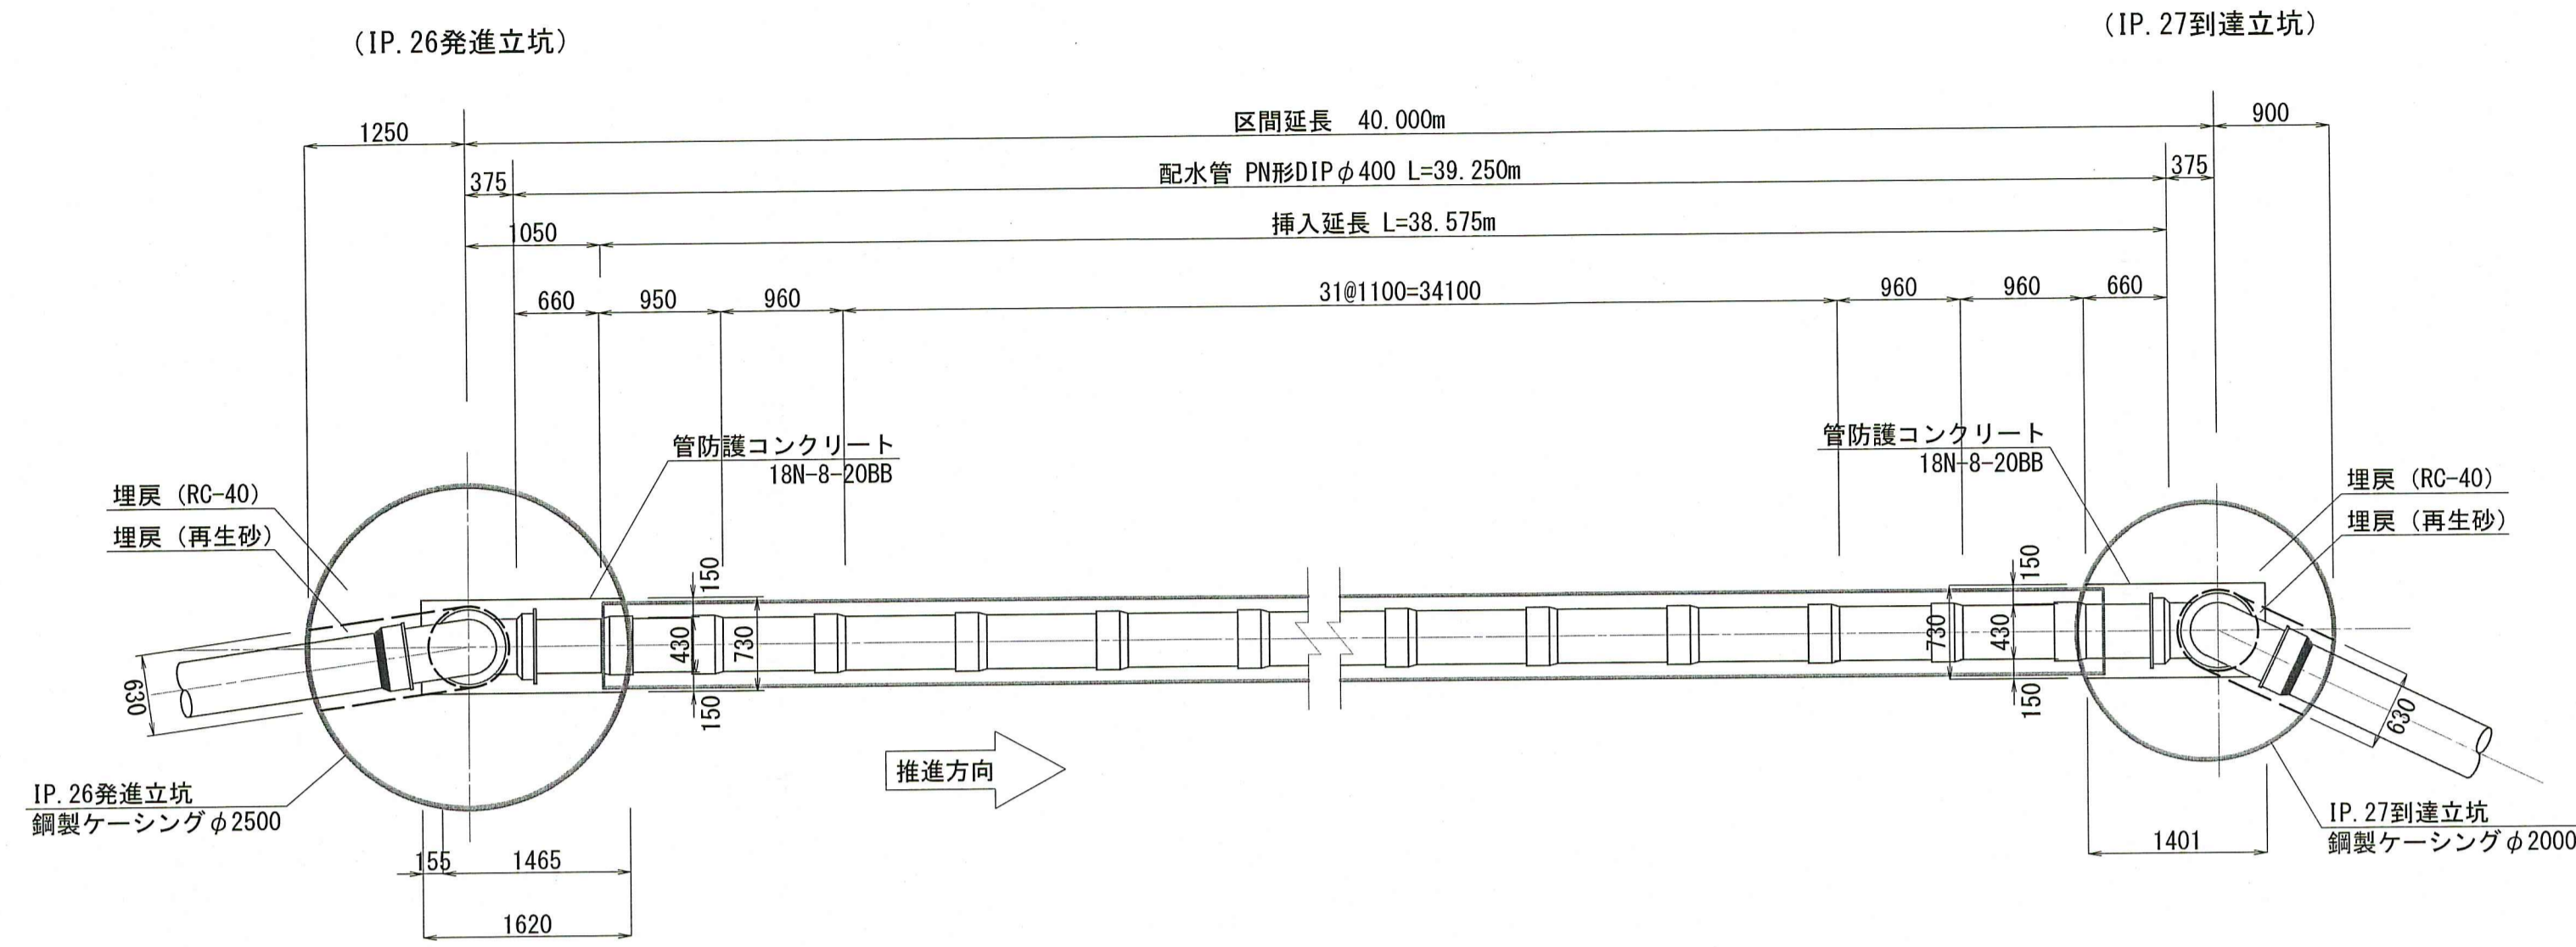 (IP.26発進立坑)
(IP.27到達立坑)
1250
区間延長 40.000m
900
375
配水管 PN形DIPφ400 L=39.250m
375
1050
挿入延長 L=38.575m
660
950
960
31@1100=34100
960
960
660
管防護コンクリート
18N-8-20BB
管防護コンクリート
18N-8-20BB
埋戻 (RC-40)
埋戻 (再生砂)
埋戻 (RC-40)
埋戻 (再生砂)
150
430
730
150
150
730
430
150
630
630
推進方向
IP.26発進立坑
鋼製ケーシングφ2500
IP.27到達立坑
鋼製ケーシングφ2000
155
1465
1401
1620